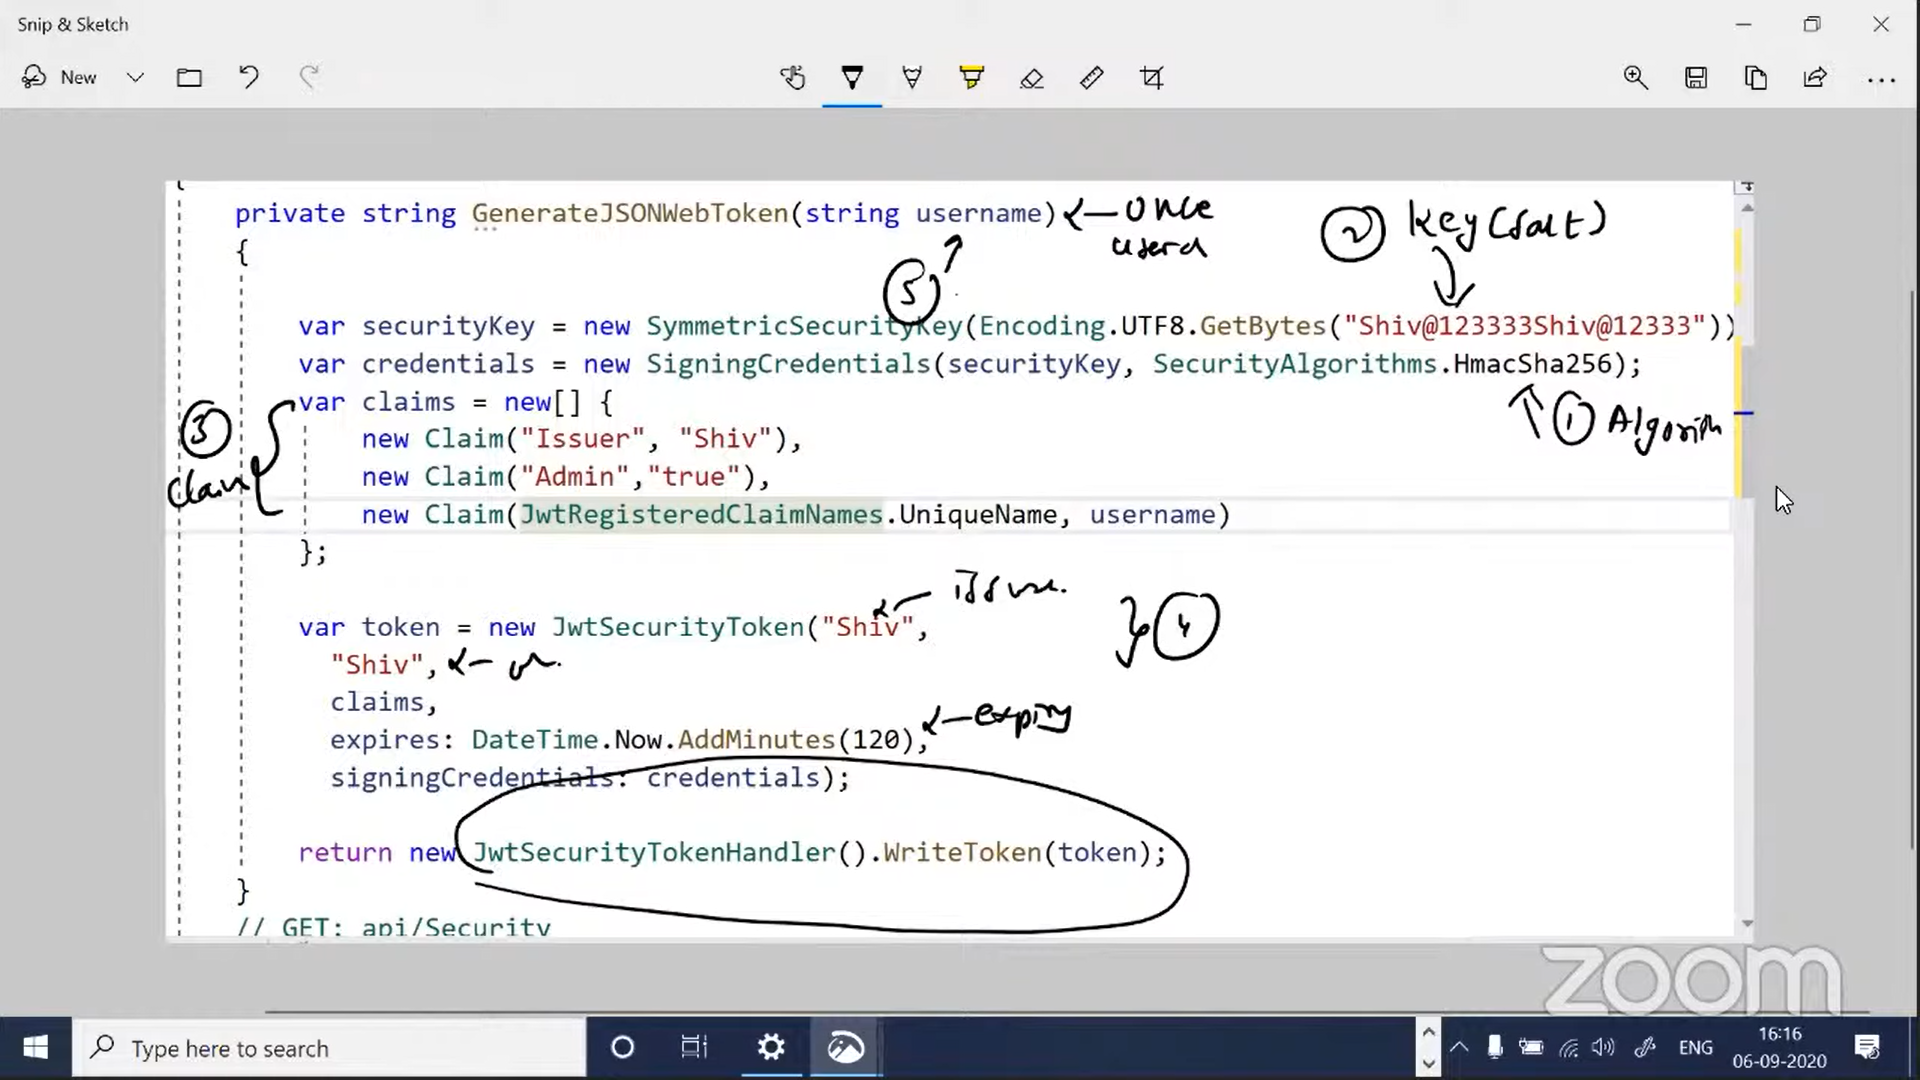 Snip & Sketch
New
private string GenerateJSONWebToken(string username)
once
user
{
2 Key (salt)
5
var securityKey = new SymmetricSecurityKey(Encoding.UTF8.GetBytes("Shiv@123333Shiv@12333"))
var credentials = new SigningCredentials(securityKey, SecurityAlgorithms.HmacSha256);
1
3
var claims = new[] {
new Claim("Issuer", "Shiv"),
new Claim("Admin","true"),
claim
new Claim(JwtRegisteredClaimNames.UniqueName, username)
};
var token = new JwtSecurityToken("Shiv",
4
"Shiv",
claims,
expiry
expires: DateTime.Now.AddMinutes(120),
signingCredentials: credentials);
return new JwtSecurityTokenHandler().WriteToken(token);
}
// GET: api/Security
zoom
Type here to search
ENG
16:16
06-09-2020